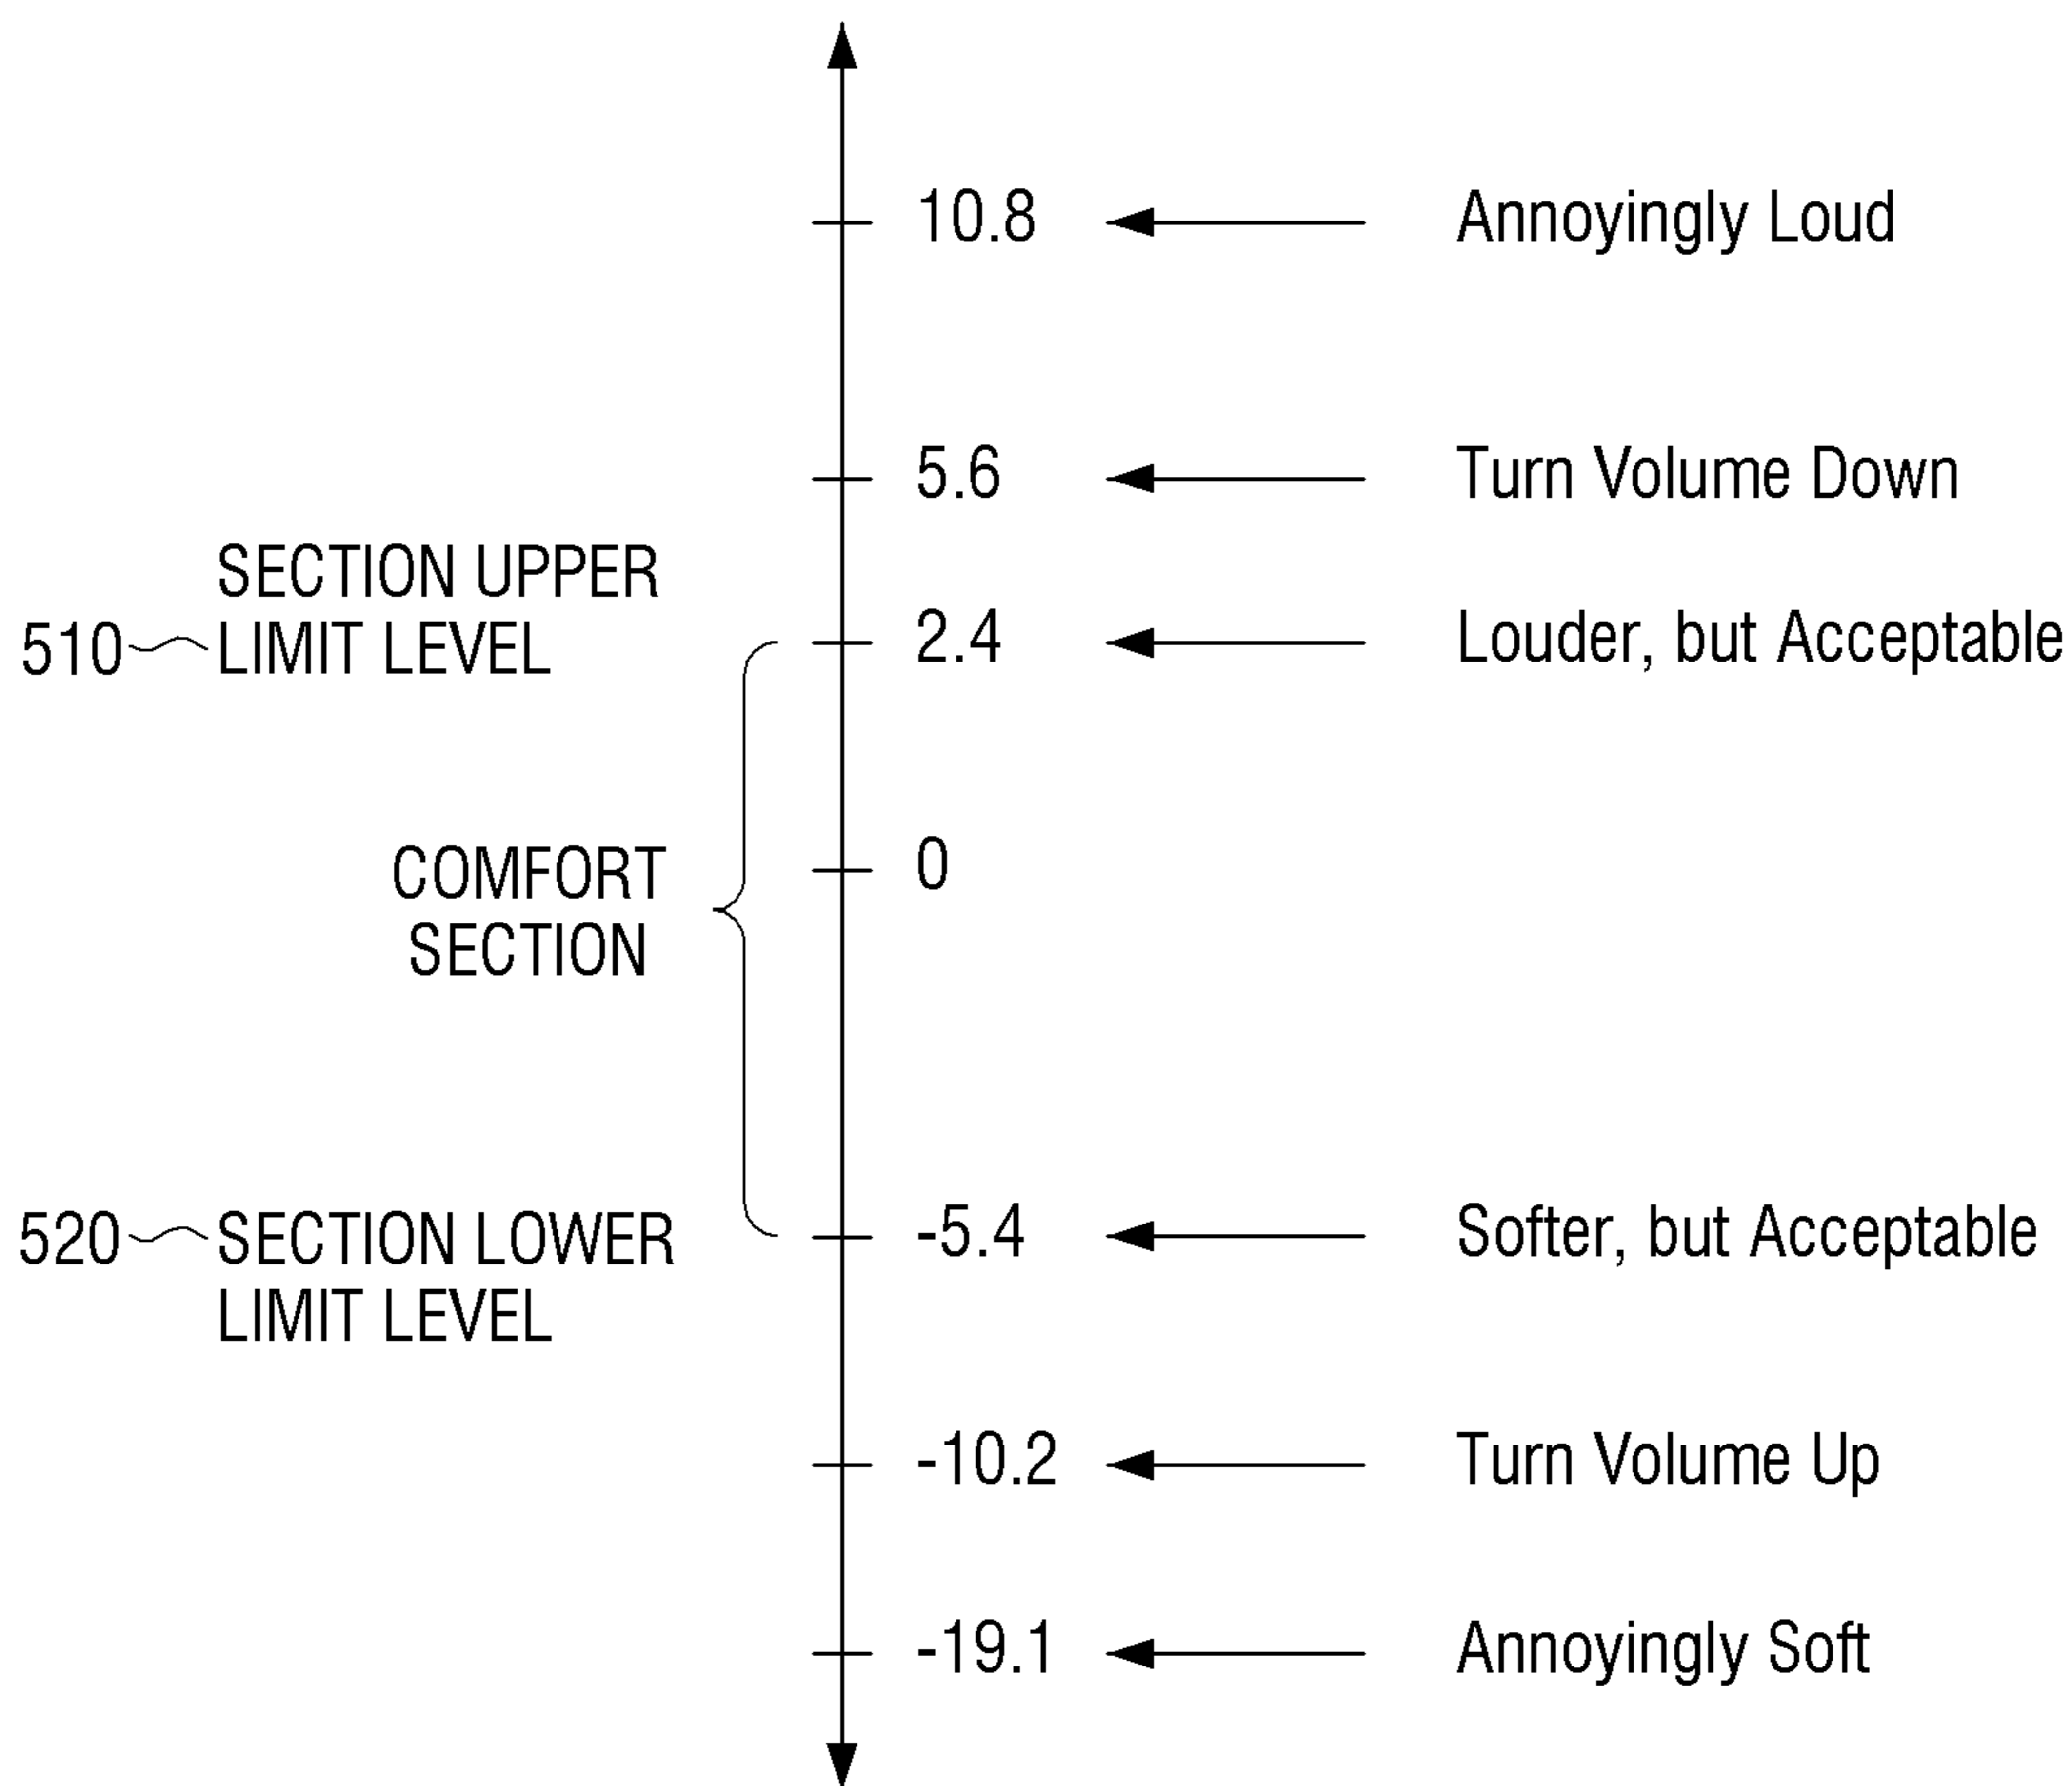 10.8 Annoyingly Loud
5.6 Turn Volume Down
SECTION UPPER
510 LIMIT LEVEL
2.4 Louder, but Acceptable
COMFORT
SECTION
0
520 SECTION LOWER
LIMIT LEVEL
-5.4 Softer, but Acceptable
-10.2 Turn Volume Up
-19.1 Annoyingly Soft